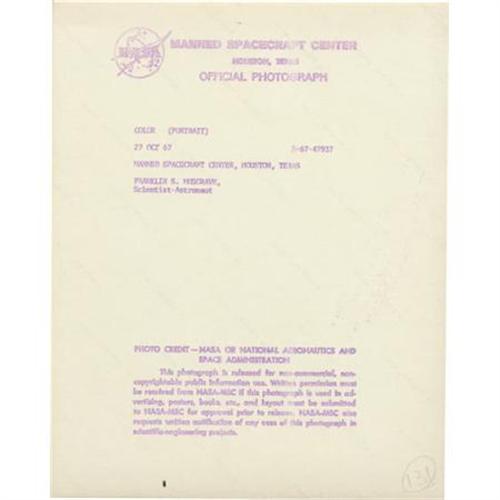 NASA
MANNED SPACECRAFT CENTER
HOUSTON, TEXAS
OFFICIAL PHOTOGRAPH
COLOR (PORTRAIT)
27 OCT 67 S-67-47937
MANNED SPACECRAFT CENTER, HOUSTON, TEXAS
FRANKLIN S. MUSGRAVE,
Scientist-Astronaut
PHOTO CREDIT—NASA OR NATIONAL AERONAUTICS AND
SPACE ADMINISTRATION
This photograph is released for non-commercial, non-
copyrightable public information use. Written permission must
be received from NASA-MSC if this photograph is used in ad-
vertising, posters, books, etc., and layout must be submitted
to NASA-MSC for approval prior to release. NASA-MSC also
requests written notification of any uses of this photograph in
scientific-engineering projects.
131